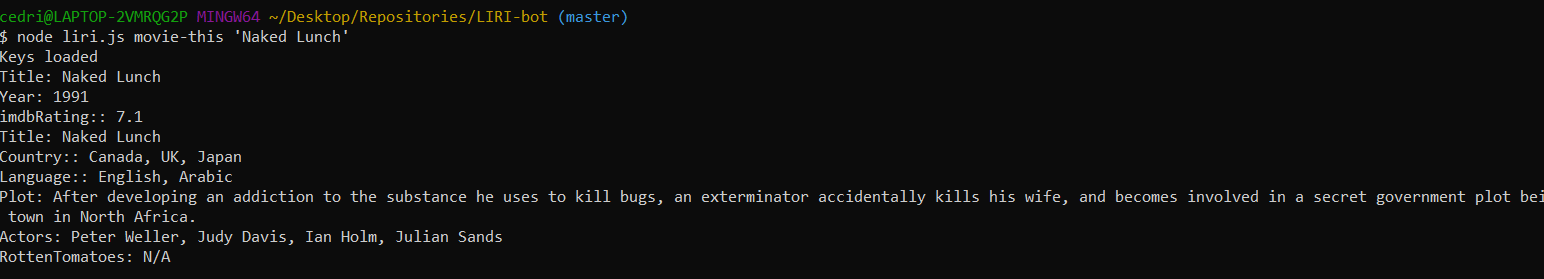 cedri@LAPTOP-2VMRQG2P MINGW64 ~/Desktop/Repositories/LIRI-bot (master)
$ node liri.js movie-this 'Naked Lunch'
Keys loaded
Title: Naked Lunch
Year: 1991
imdbRating:: 7.1
Title: Naked Lunch
Country:: Canada, UK, Japan
Language:: English, Arabic
Plot: After developing an addiction to the substance he uses to kill bugs, an exterminator accidentally kills his wife, and becomes involved in a secret government plot bei
town in North Africa.
Actors: Peter Weller, Judy Davis, Ian Holm, Julian Sands
RottenTomatoes: N/A